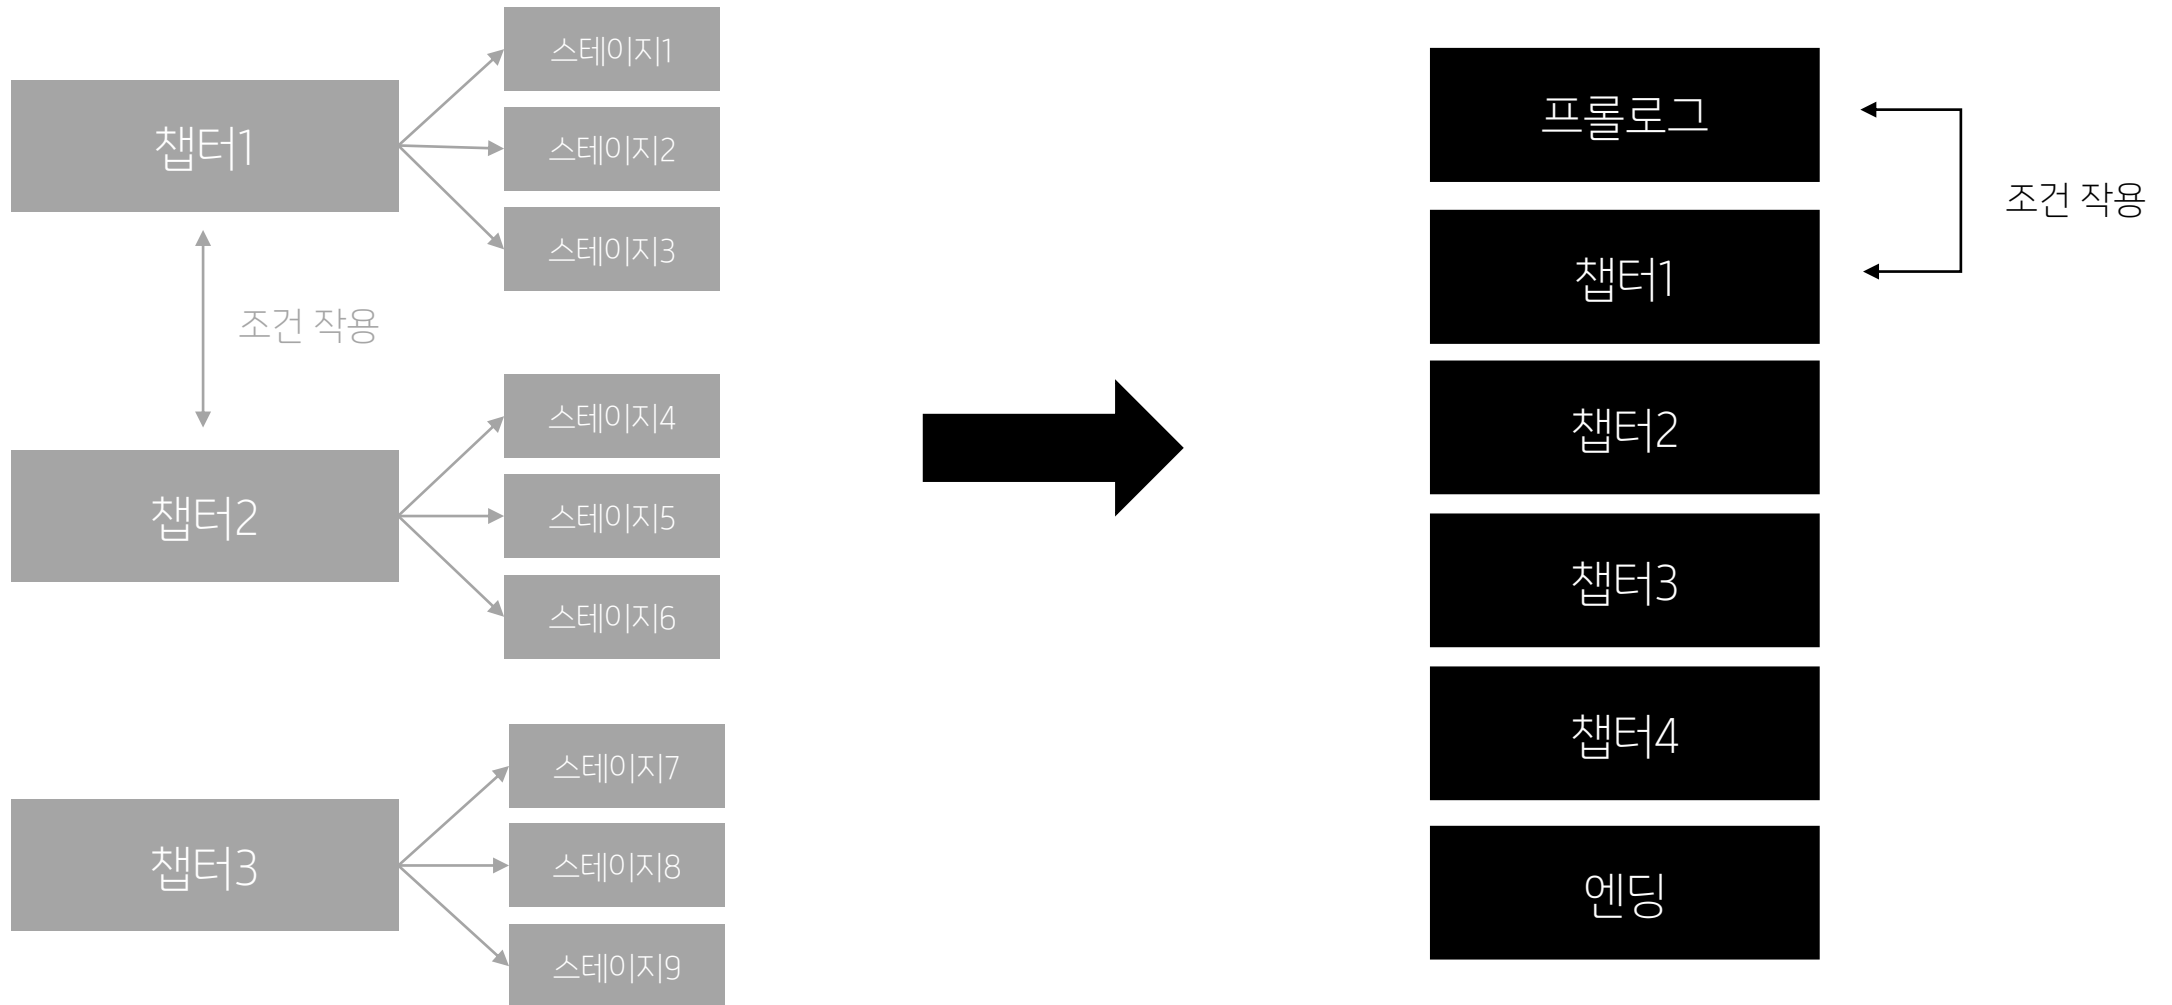 챕터1
스테이지1
스테이지2
스테이지3
조건 작용
챕터2
스테이지4
스테이지5
스테이지6
챕터3
스테이지7
스테이지8
스테이지9
프롤로그
챕터1
조건 작용
챕터2
챕터3
챕터4
엔딩